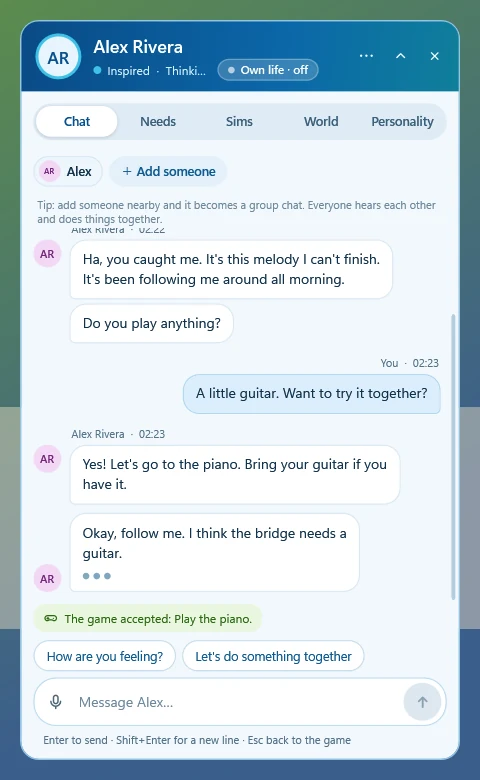 AR
Alex Rivera
Inspired · Thinki...
Own life · off
Chat
Needs
Sims
World
Personality
AR Alex
+ Add someone
Tip: add someone nearby and it becomes a group chat. Everyone hears each other
and does things together.
Alex Rivera · 02:22
AR
Ha, you caught me. It's this melody I can't finish.
It's been following me around all morning.
Do you play anything?
You · 02:23
A little guitar. Want to try it together?
Alex Rivera · 02:23
AR
Yes! Let's go to the piano. Bring your guitar if you
have it.
Okay, follow me. I think the bridge needs a
guitar.
AR
The game accepted: Play the piano.
How are you feeling?
Let's do something together
Message Alex...
Enter to send · Shift+Enter for a new line · Esc back to the game